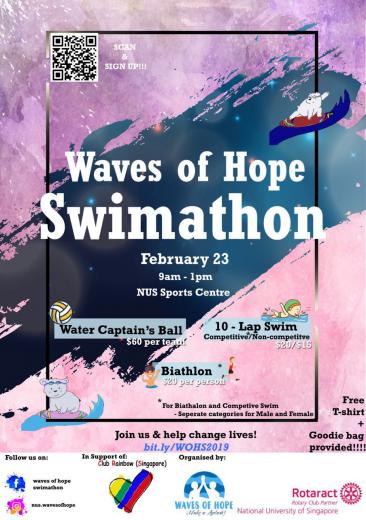 SCAN
&
SIGN UP!!!
Waves of Hope
Swimathon
February 23
9am - 1pm
NUS Sports Centre
Water Captain's Ball
$60 per team
10 - Lap Swim
Competitive/Non-competitve
$20/$16
Biathlon *
$20 per person
* For Biathalon and Competive Swim
- Seperate categories for Male and Female
Free
T-shirt
+
Goodie bag
provided!!!!
Join us & help change lives!
bit.ly/WOHS2019
Follow us on:
waves of hope
swimathon
nus.wavesofhope
In Support of:
Club Rainbow (Singapore)
Organised by:
WAVES OF HOPE
Make a Splash!
Rotaract
Rotary Club Partner
National University of Singapore